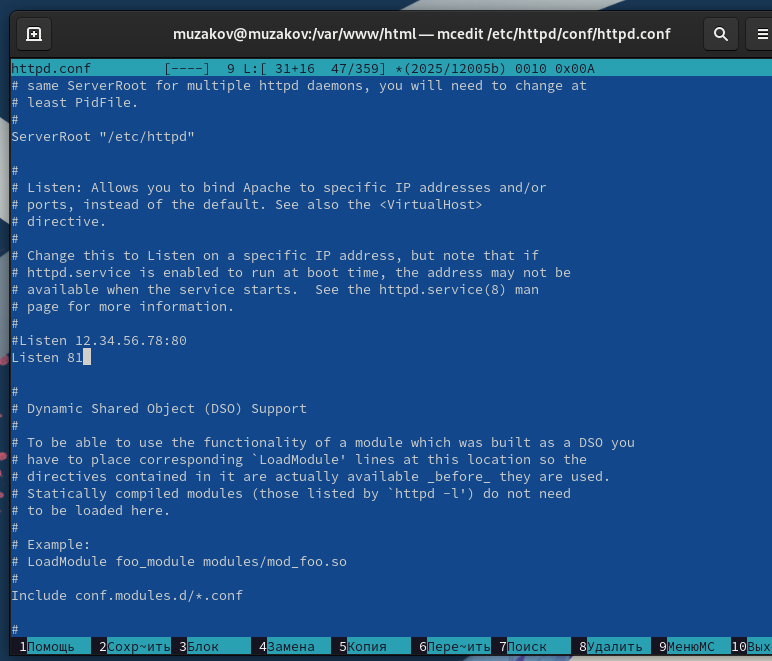 muzakov@muzakov:/var/www/html — mcedit /etc/httpd/conf/httpd.conf
httpd.conf [----] 9 L:[ 31+16 47/359] *(2025/12005b) 0010 0x00A
# same ServerRoot for multiple httpd daemons, you will need to change at
# least PidFile.
#
ServerRoot "/etc/httpd"
#
# Listen: Allows you to bind Apache to specific IP addresses and/or
# ports, instead of the default. See also the <VirtualHost>
# directive.
#
# Change this to Listen on a specific IP address, but note that if
# httpd.service is enabled to run at boot time, the address may not be
# available when the service starts.  See the httpd.service(8) man
# page for more information.
#
#Listen 12.34.56.78:80
Listen 81
#
# Dynamic Shared Object (DSO) Support
#
# To be able to use the functionality of a module which was built as a DSO you
# have to place corresponding `LoadModule' lines at this location so the
# directives contained in it are actually available _before_ they are used.
# Statically compiled modules (those listed by `httpd -l') do not need
# to be loaded here.
#
# Example:
# LoadModule foo_module modules/mod_foo.so
#
Include conf.modules.d/*.conf
#
1Помощь 2Сохр~ить 3Блок 4Замена 5Копия 6Пере~ить 7Поиск 8Удалить 9МенюMC 10Вых